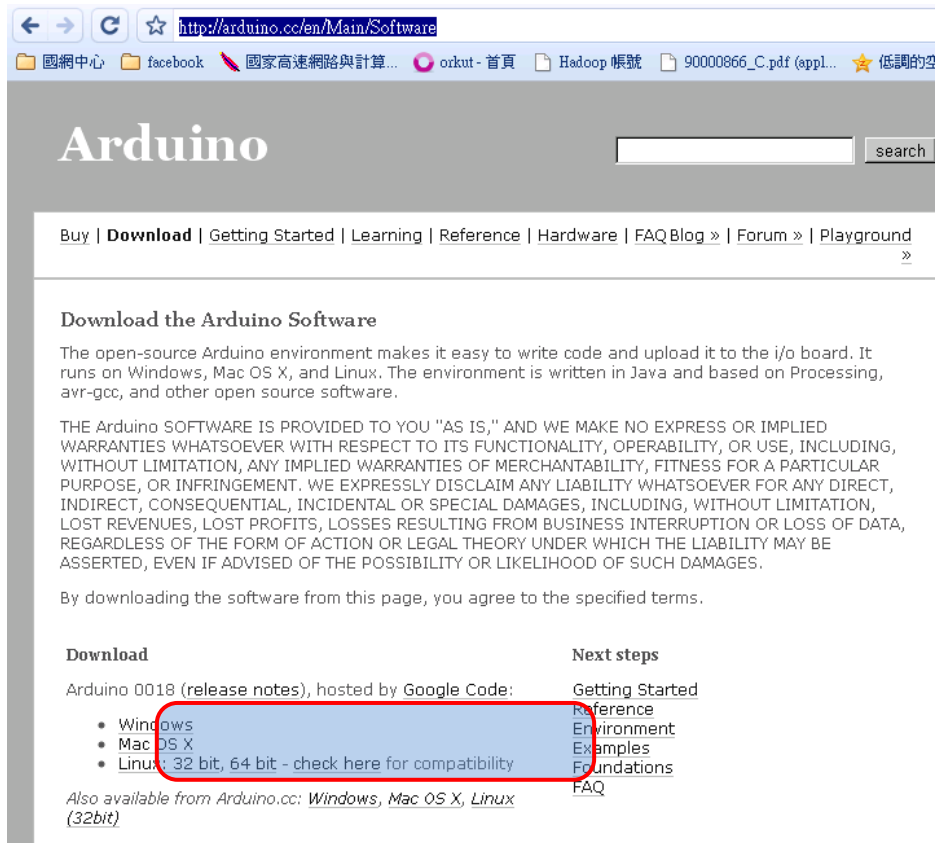 http://arduino.cc/en/Main/Software
國網中心 facebook 國家高速網路與計算... orkut - 首頁 Hadoop 帳號 90000866_C.pdf (appl... 低調的空
Arduino
search
Buy | Download | Getting Started | Learning | Reference | Hardware | FAQ Blog » | Forum » | Playground
»
Download the Arduino Software
The open-source Arduino environment makes it easy to write code and upload it to the i/o board. It
runs on Windows, Mac OS X, and Linux. The environment is written in Java and based on Processing,
avr-gcc, and other open source software.
THE Arduino SOFTWARE IS PROVIDED TO YOU "AS IS," AND WE MAKE NO EXPRESS OR IMPLIED
WARRANTIES WHATSOEVER WITH RESPECT TO ITS FUNCTIONALITY, OPERABILITY, OR USE, INCLUDING,
WITHOUT LIMITATION, ANY IMPLIED WARRANTIES OF MERCHANTABILITY, FITNESS FOR A PARTICULAR
PURPOSE, OR INFRINGEMENT. WE EXPRESSLY DISCLAIM ANY LIABILITY WHATSOEVER FOR ANY DIRECT,
INDIRECT, CONSEQUENTIAL, INCIDENTAL OR SPECIAL DAMAGES, INCLUDING, WITHOUT LIMITATION,
LOST REVENUES, LOST PROFITS, LOSSES RESULTING FROM BUSINESS INTERRUPTION OR LOSS OF DATA,
REGARDLESS OF THE FORM OF ACTION OR LEGAL THEORY UNDER WHICH THE LIABILITY MAY BE
ASSERTED, EVEN IF ADVISED OF THE POSSIBILITY OR LIKELIHOOD OF SUCH DAMAGES.
By downloading the software from this page, you agree to the specified terms.
Download
Arduino 0018 (release notes), hosted by Google Code:
• Windows
• Mac OS X
• Linux: 32 bit, 64 bit - check here for compatibility
Also available from Arduino.cc: Windows, Mac OS X, Linux
(32bit)
Next steps
Getting Started
Reference
Environment
Examples
Foundations
FAQ